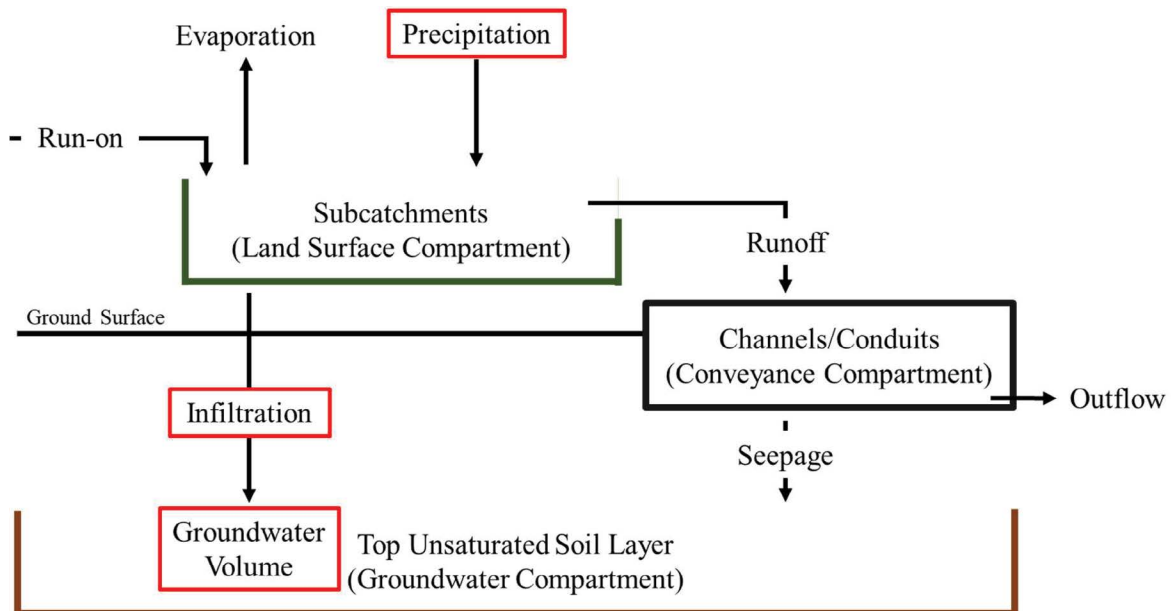 Evaporation
Precipitation
Run-on
Subcatchments
(Land Surface Compartment)
Runoff
Ground Surface
Channels/Conduits
(Conveyance Compartment)
Outflow
Infiltration
Seepage
Groundwater
Volume
Top Unsaturated Soil Layer
(Groundwater Compartment)